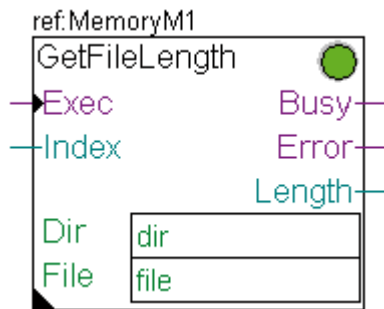 ref:MemoryM1
GetFileLength
Exec Busy
Index Error
Length
Dir dir
File file